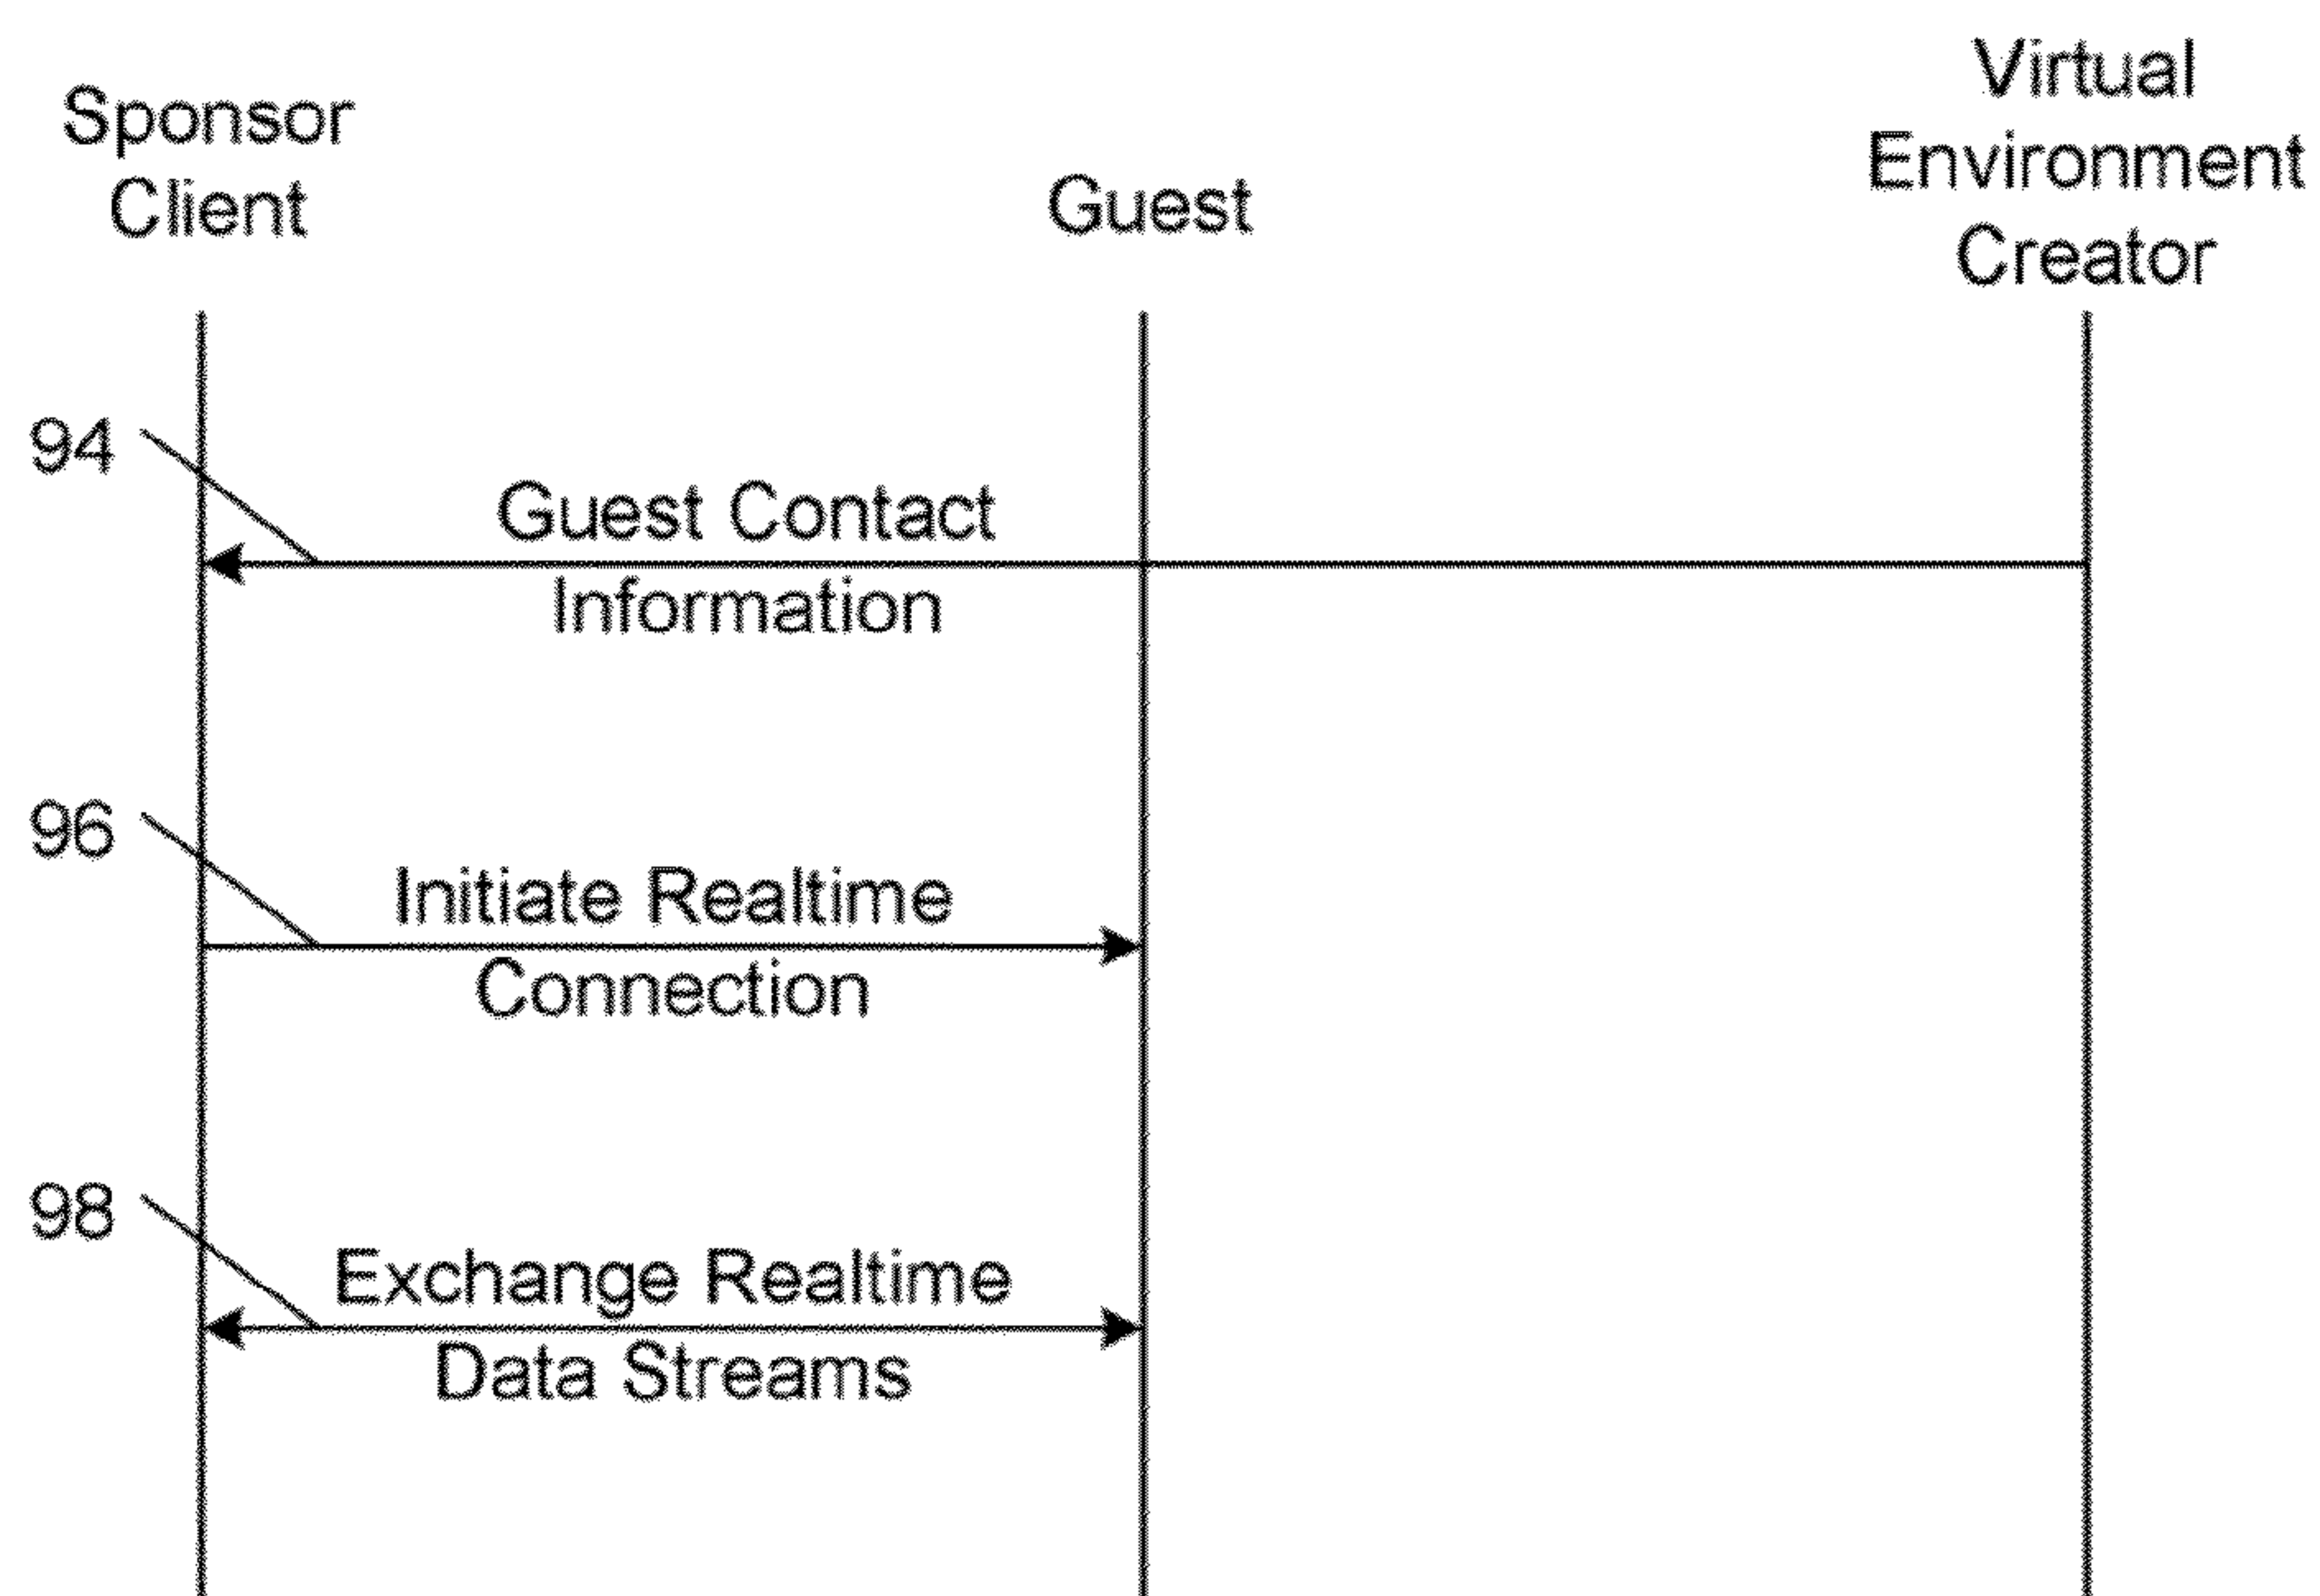 Sponsor
Client
Guest
Virtual
Environment
Creator
94
Guest Contact
Information
96
Initiate Realtime
Connection
98
Exchange Realtime
Data Streams